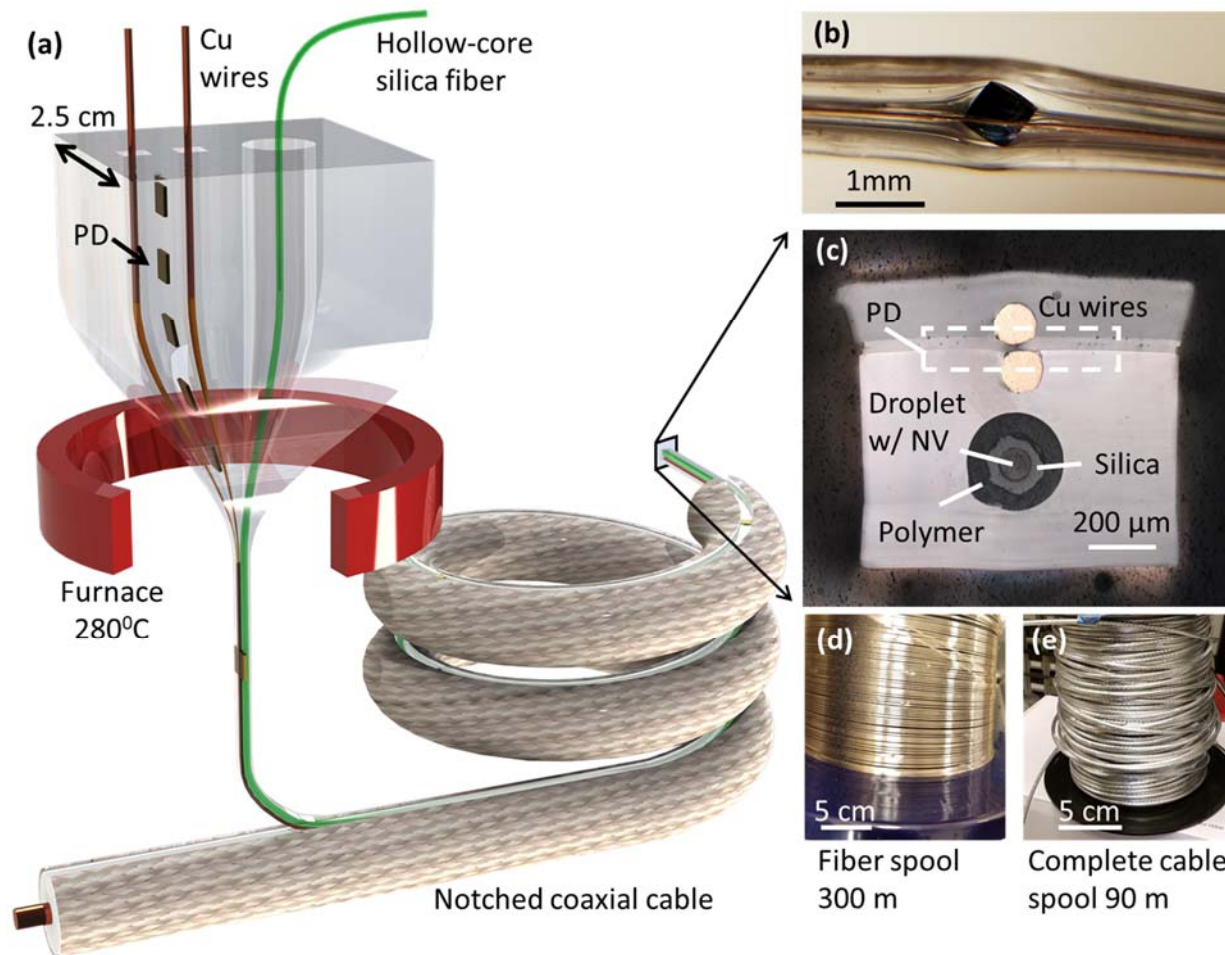 (a)
Cu
wires
Hollow-core
silica fiber
2.5 cm
PD
Furnace
280⁰C
Notched coaxial cable
(b)
1mm
(c)
PD
Cu wires
Droplet
w/ NV
Silica
Polymer
200 µm
(d)
5 cm
Fiber spool
300 m
(e)
5 cm
Complete cable
spool 90 m